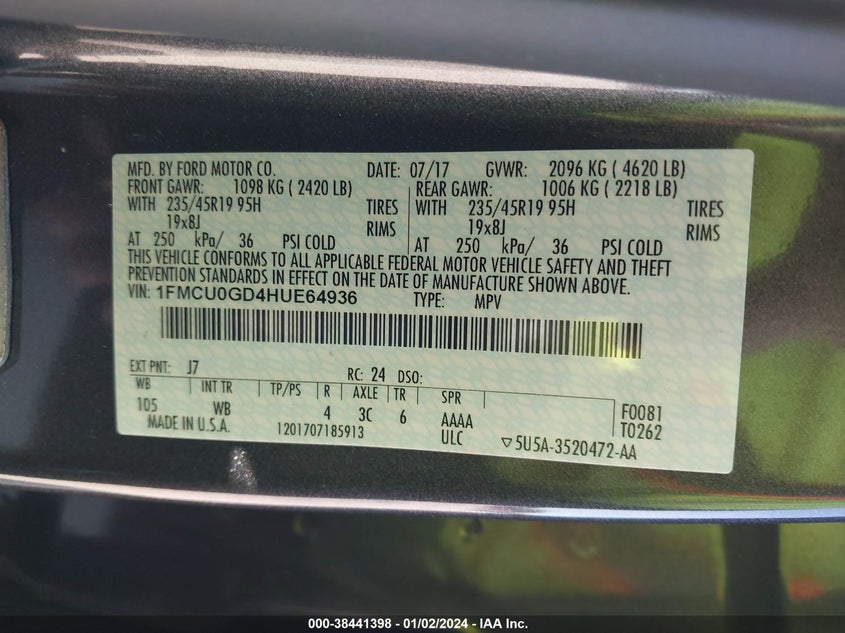 MFD. BY FORD MOTOR CO. DATE: 07/17 GVWR: 2096 KG ( 4620 LB)
FRONT GAWR: 1098 KG ( 2420 LB) REAR GAWR: 1006 KG ( 2218 LB)
WITH 235/45R19 95H TIRES WITH 235/45R19 95H TIRES
19x8J RIMS 19x8J RIMS
AT 250 kPa/ 36 PSI COLD AT 250 kPa/ 36 PSI COLD
THIS VEHICLE CONFORMS TO ALL APPLICABLE FEDERAL MOTOR VEHICLE SAFETY AND THEFT
PREVENTION STANDARDS IN EFFECT ON THE DATE OF MANUFACTURE SHOWN ABOVE.
VIN: 1FMCU0GD4HUE64936 TYPE: MPV
EXT PNT: J7 RC: 24 DSO:
WB INT TR TP/PS R AXLE TR SPR
105 WB 4 3C 6 AAAA F0081
MADE IN U.S.A. 1201707185913 ULC ▽5U5A-3520472-AA T0262
000-38441398 - 01/02/2024 - IAA Inc.